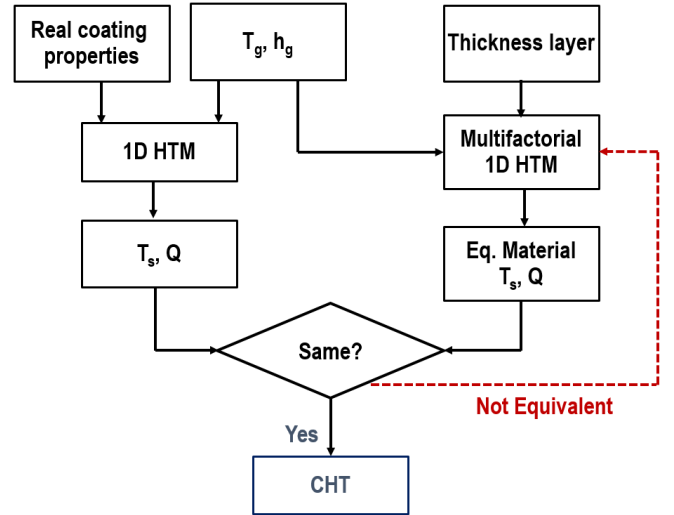 Real coating
properties
T_g, h_g
Thickness layer
1D HTM
Multifactorial
1D HTM
T_s, Q
Eq. Material
T_s, Q
Same?
Not Equivalent
Yes
CHT